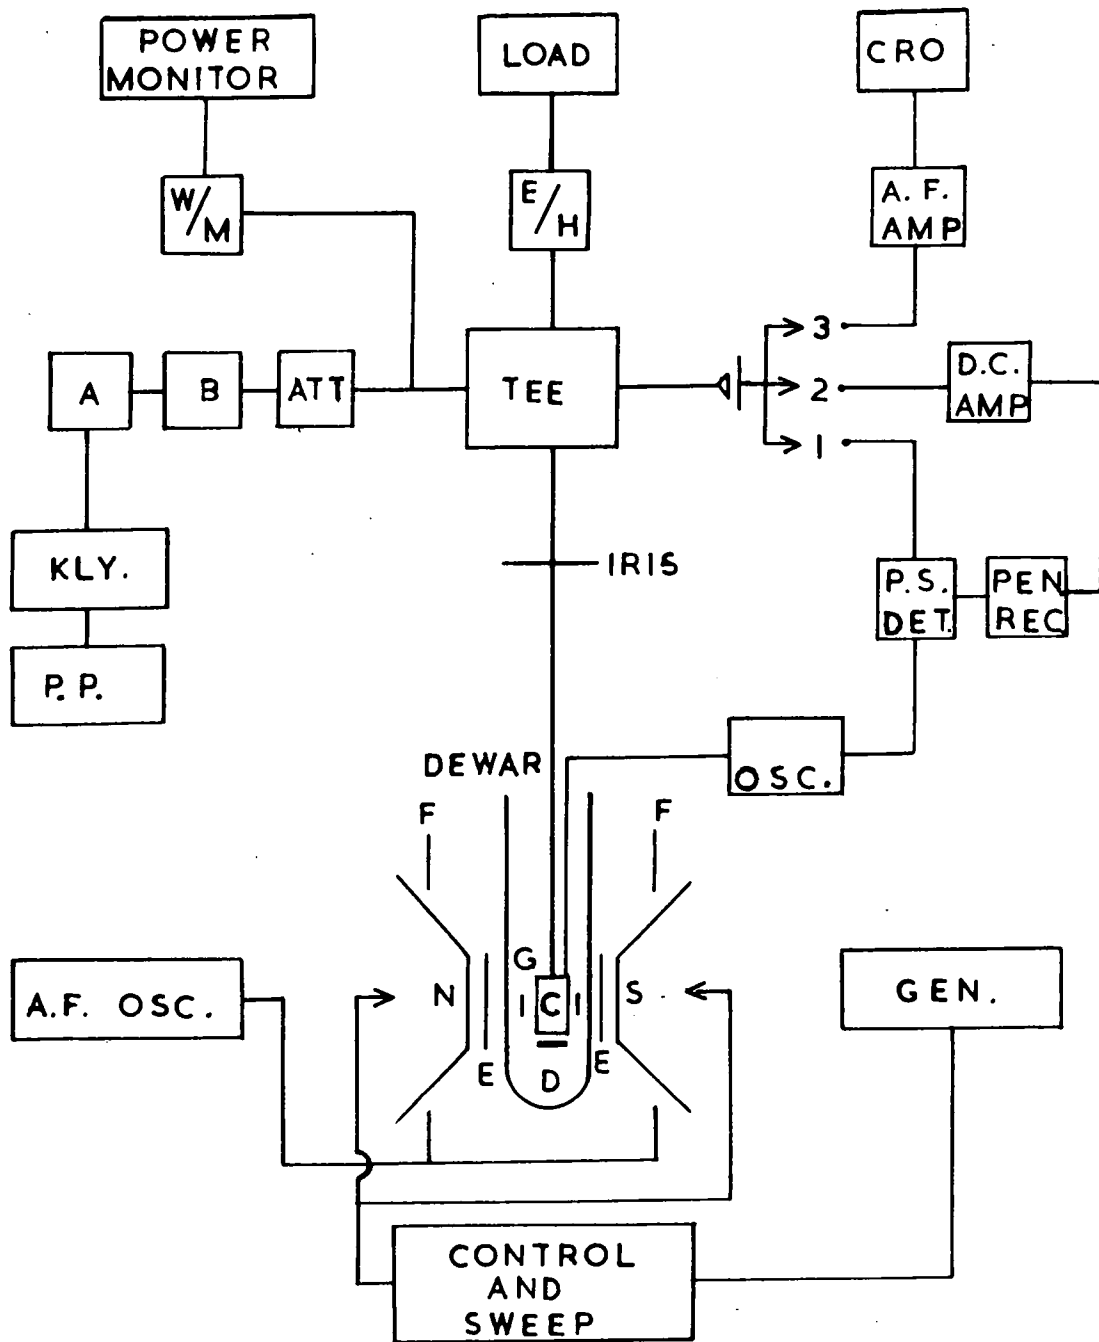 POWER
MONITOR
LOAD
CRO
W/M
E/H
A. F.
AMP
A
B
ATT
TEE
3
2
1
D.C.
AMP
KLY.
IRIS
P.S.
DET.
PEN
REC
P.P.
DEWAR
OSC.
F
F
G
N
C
S
A.F. OSC.
GEN.
E
D
E
CONTROL
AND
SWEEP